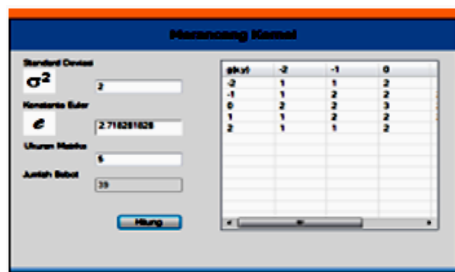 Merancang Kernel
Standard Deviasi
σ²
2
Konstanta Euler
e
2.718281828
Ukuran Matriks
5
Jumlah Bobot
39
Hitung
g(x,y) -2 -1 0
-2 1 1 2
-1 1 2 2
0 2 2 3
1 1 2 2
2 1 1 2